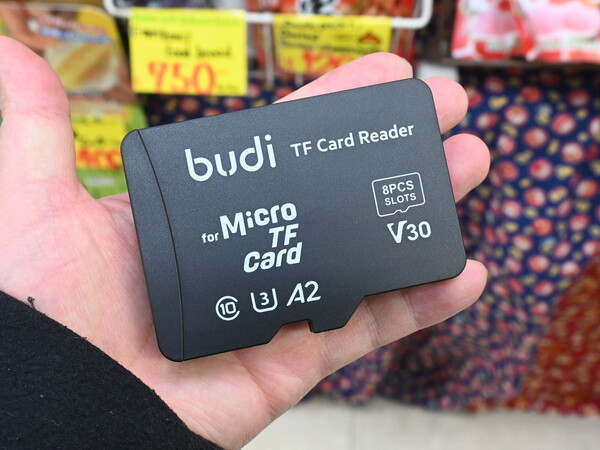 budi TF Card Reader
8PCS
SLOTS
for Micro
TF
card
V30
10 U3 A2
750